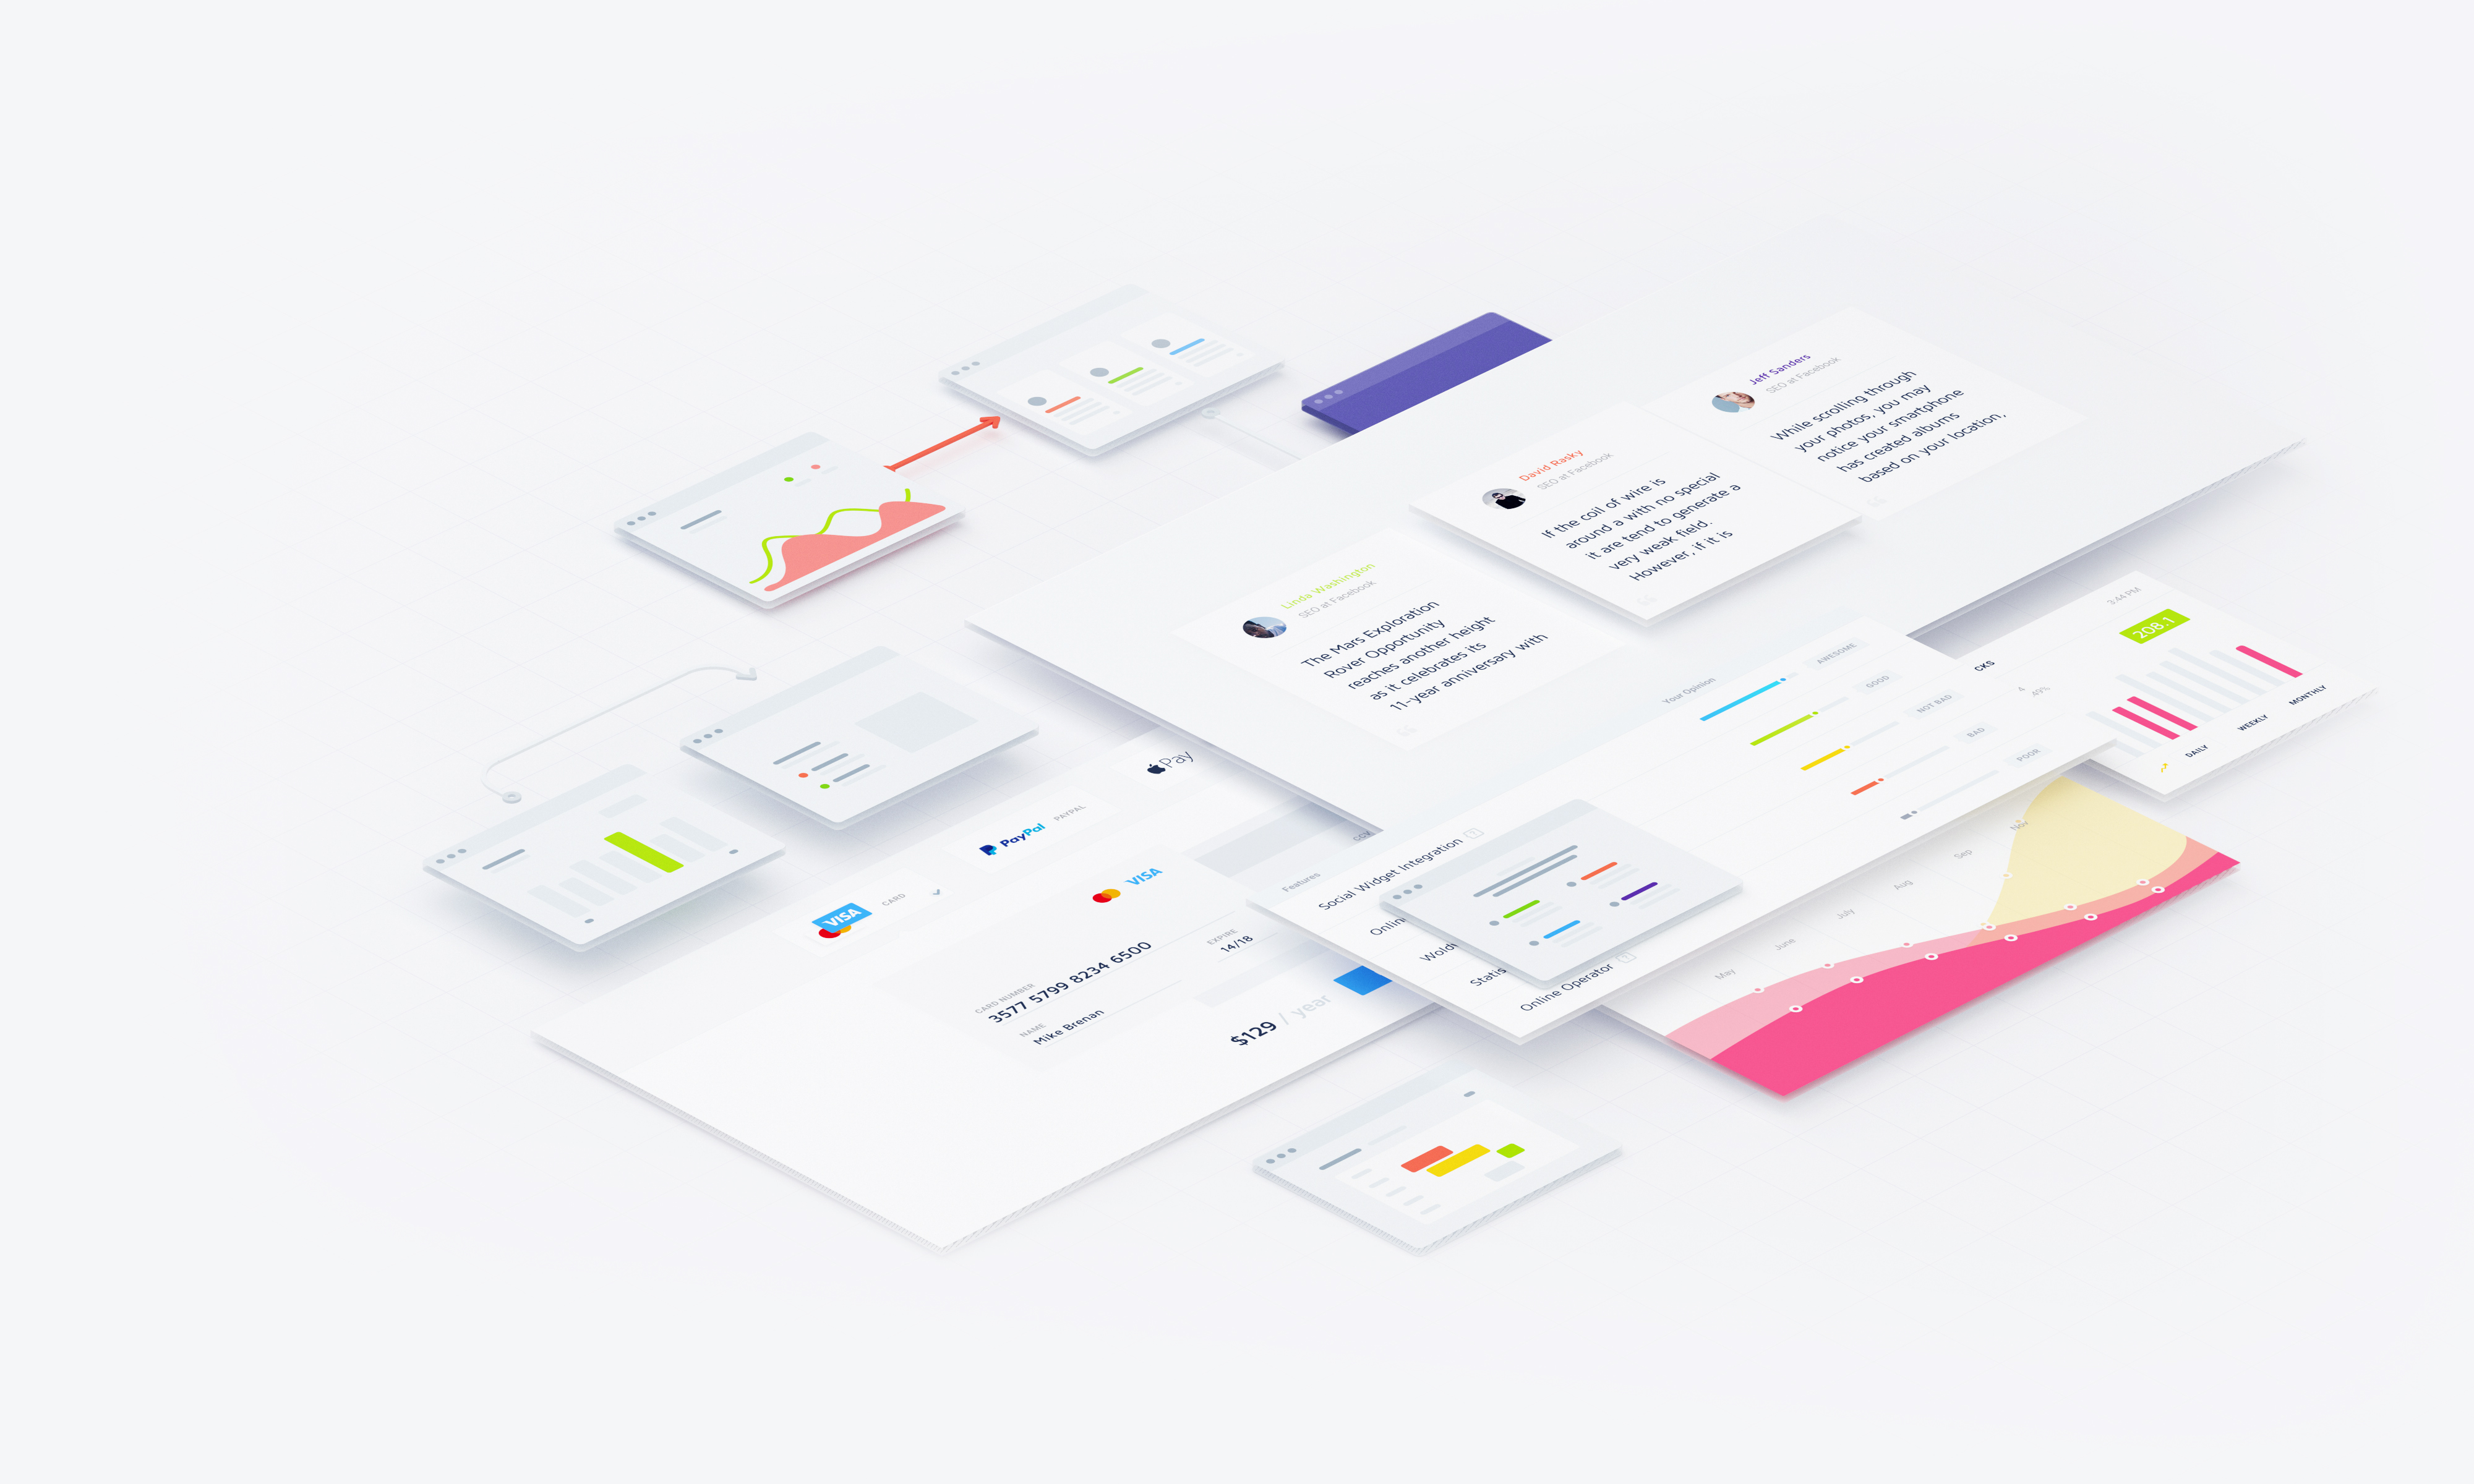 Jeff Sanders
SEO at Facebook
While scrolling through
your photos, you may
notice your smartphone
has created albums
based on your location,
David Rasky
SEO at Facebook
If the coil of wire is
around a with no special
it are tend to generate a
very weak field.
However, if it is
Linda Washington
SEO at Facebook
The Mars Exploration
Rover Opportunity
reaches another height
as it celebrates its
11-year anniversary with
3:44 PM
208.1
CKS
4
49%
DAILY
WEEKLY
MONTHLY
Your Opinion
AWESOME
GOOD
NOT BAD
BAD
POOR
Features
Social Widget Integration ?
Online
Statis
Online Operator ?
May
June
July
Aug
Sep
Nov
Pay
PayPal
PAYPAL
VISA
CARD
VISA
CARD NUMBER
3577 5799 8234 6500
EXPIRE
14/18
NAME
Mike Brenan
$129 / year